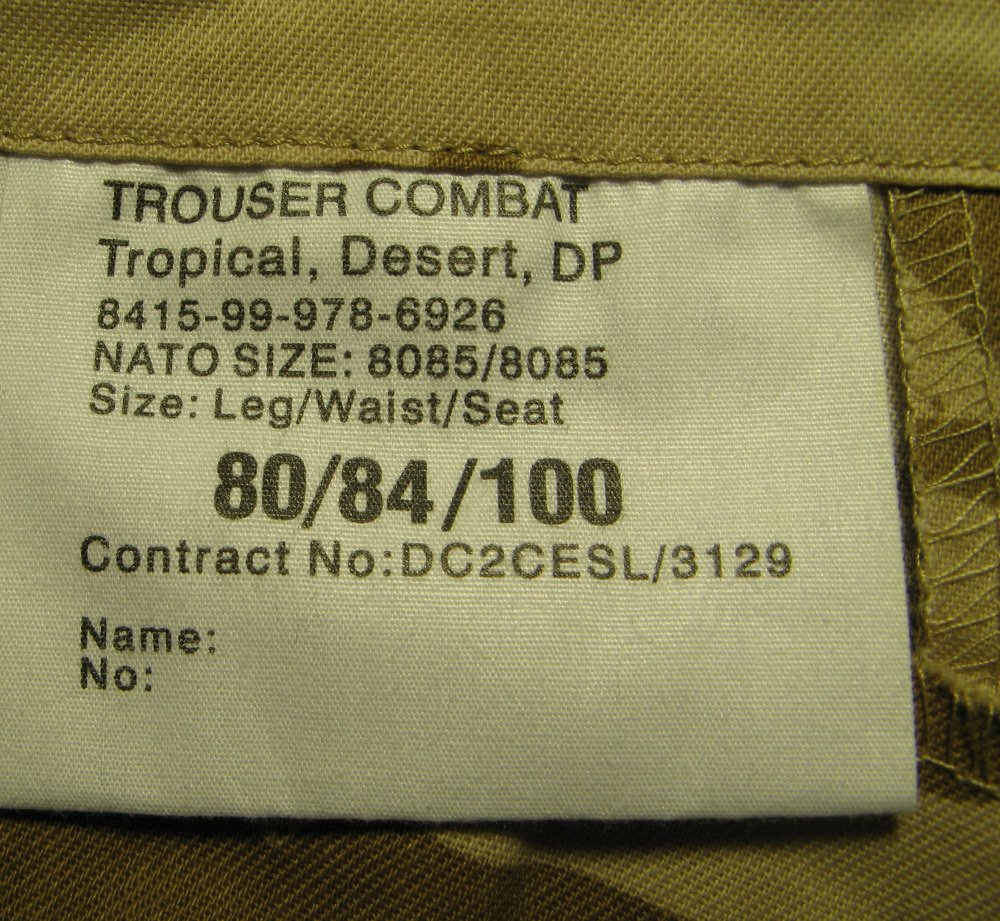 TROUSER COMBAT
Tropical, Desert, DP
8415-99-978-6926
NATO SIZE: 8085/8085
Size: Leg/Waist/Seat
80/84/100
Contract No:DC2CESL/3129
Name:
No: